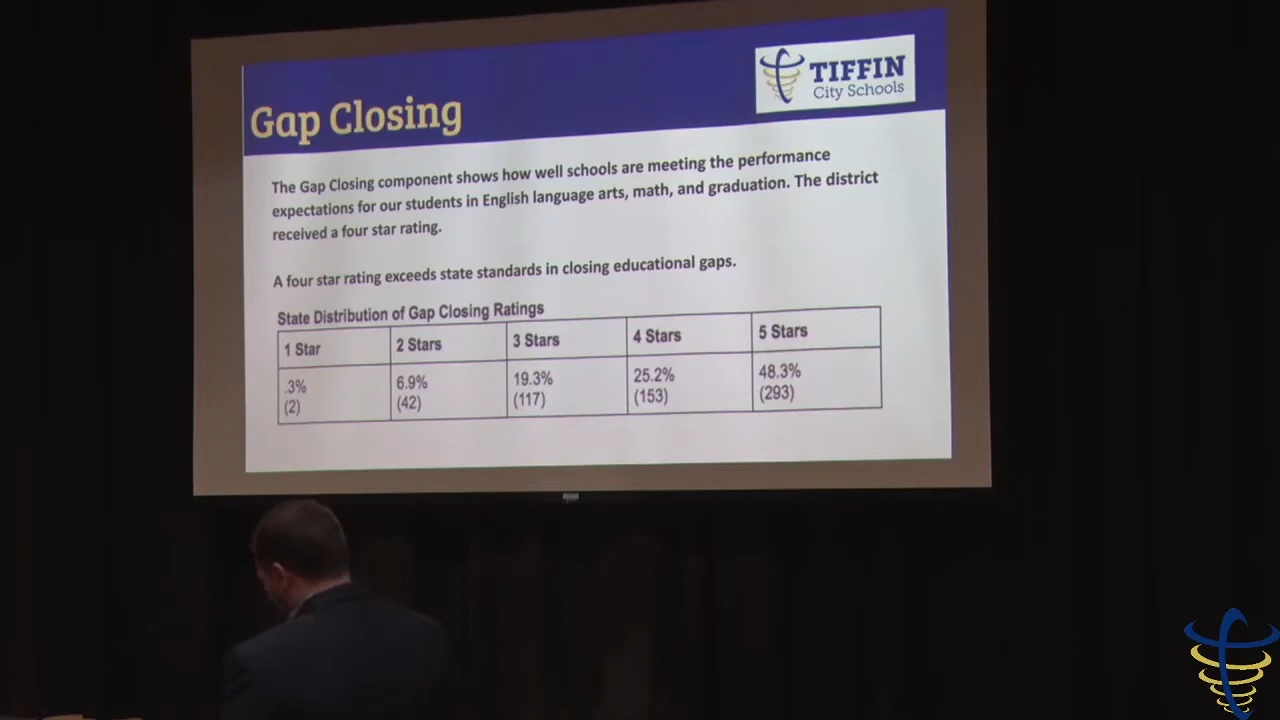 TIFFIN
City Schools
Gap Closing
The Gap Closing component shows how well schools are meeting the performance
expectations for our students in English language arts, math, and graduation. The district
received a four star rating.
A four star rating exceeds state standards in closing educational gaps.
State Distribution of Gap Closing Ratings
1 Star 2 Stars 3 Stars 4 Stars 5 Stars
.3% 6.9% 19.3% 25.2% 48.3%
(2) (42) (117) (153) (293)